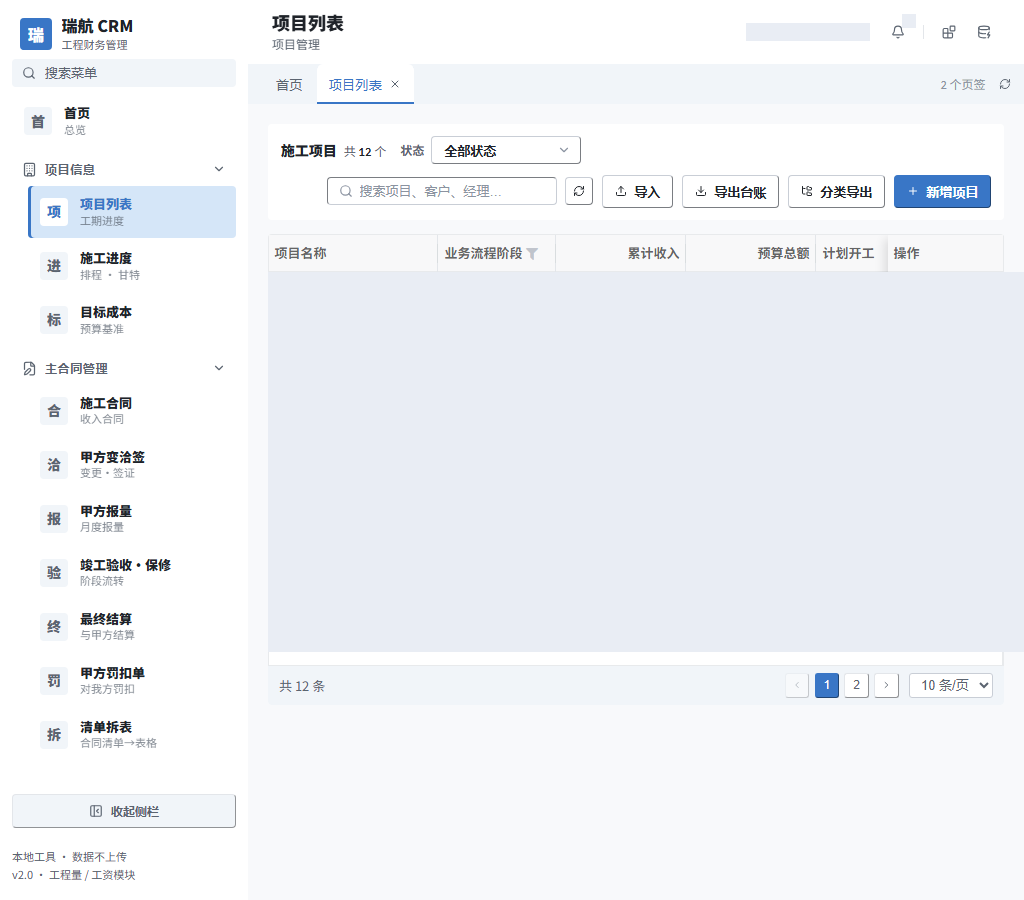 瑞
瑞航 CRM
工程财务管理
搜索菜单
首
首页
总览
项目信息
项
项目列表
工期进度
进
施工进度
排程 · 甘特
标
目标成本
预算基准
主合同管理
合
施工合同
收入合同
洽
甲方变洽签
变更·签证
报
甲方报量
月度报量
验
竣工验收·保修
阶段流转
终
最终结算
与甲方结算
罚
甲方罚扣单
对我方罚扣
拆
清单拆表
合同清单→表格
收起侧栏
本地工具 · 数据不上传
v2.0 · 工程量 / 工资模块
项目列表
项目管理
首页
项目列表 ×
2 个页签
施工项目 共 12 个 状态 全部状态
搜索项目、客户、经理...
导入
导出台账
分类导出
+ 新增项目
项目名称 业务流程阶段 累计收入 预算总额 计划开工 操作
共 12 条
‹ 1 2 › 10 条/页